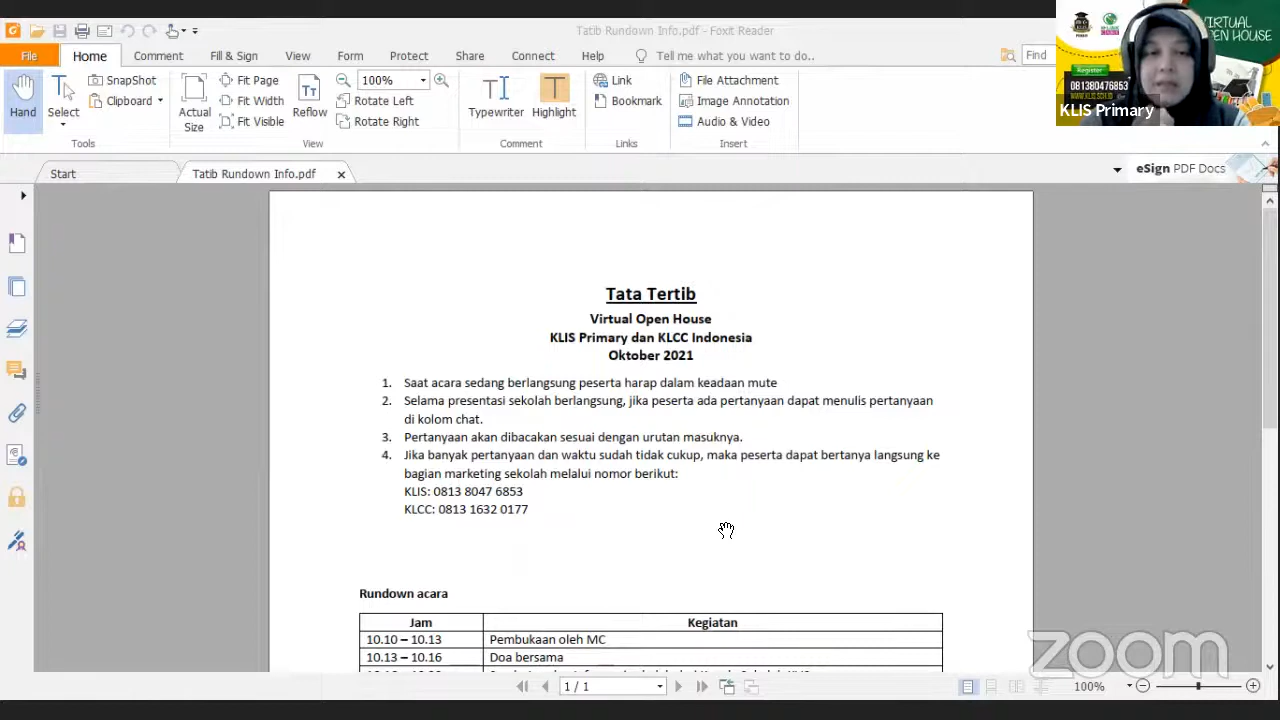 Tatib Rundown Info.pdf - Foxit Reader
File Home Comment Fill & Sign View Form Protect Share Connect Help Tell me what you want to do.. Find
Hand
Select
SnapShot
Clipboard
Actual Size
Fit Page
Fit Width
Fit Visible
Reflow
100%
Rotate Left
Rotate Right
Typewriter
Highlight
Link
Bookmark
File Attachment
Image Annotation
Audio & Video
Tools View Comment Links Insert
VIRTUAL
OPEN HOUSE
Register
081380476853
WWW.KLIS.SCH.ID
KLIS Primary
Start Tatib Rundown Info.pdf eSign PDF Docs
Tata Tertib
Virtual Open House
KLIS Primary dan KLCC Indonesia
Oktober 2021
1. Saat acara sedang berlangsung peserta harap dalam keadaan mute
2. Selama presentasi sekolah berlangsung, jika peserta ada pertanyaan dapat menulis pertanyaan
di kolom chat.
3. Pertanyaan akan dibacakan sesuai dengan urutan masuknya.
4. Jika banyak pertanyaan dan waktu sudah tidak cukup, maka peserta dapat bertanya langsung ke
bagian marketing sekolah melalui nomor berikut:
KLIS: 0813 8047 6853
KLCC: 0813 1632 0177
Rundown acara
Jam Kegiatan
10.10 – 10.13 Pembukaan oleh MC
10.13 – 10.16 Doa bersama
zoom
1 / 1 100%